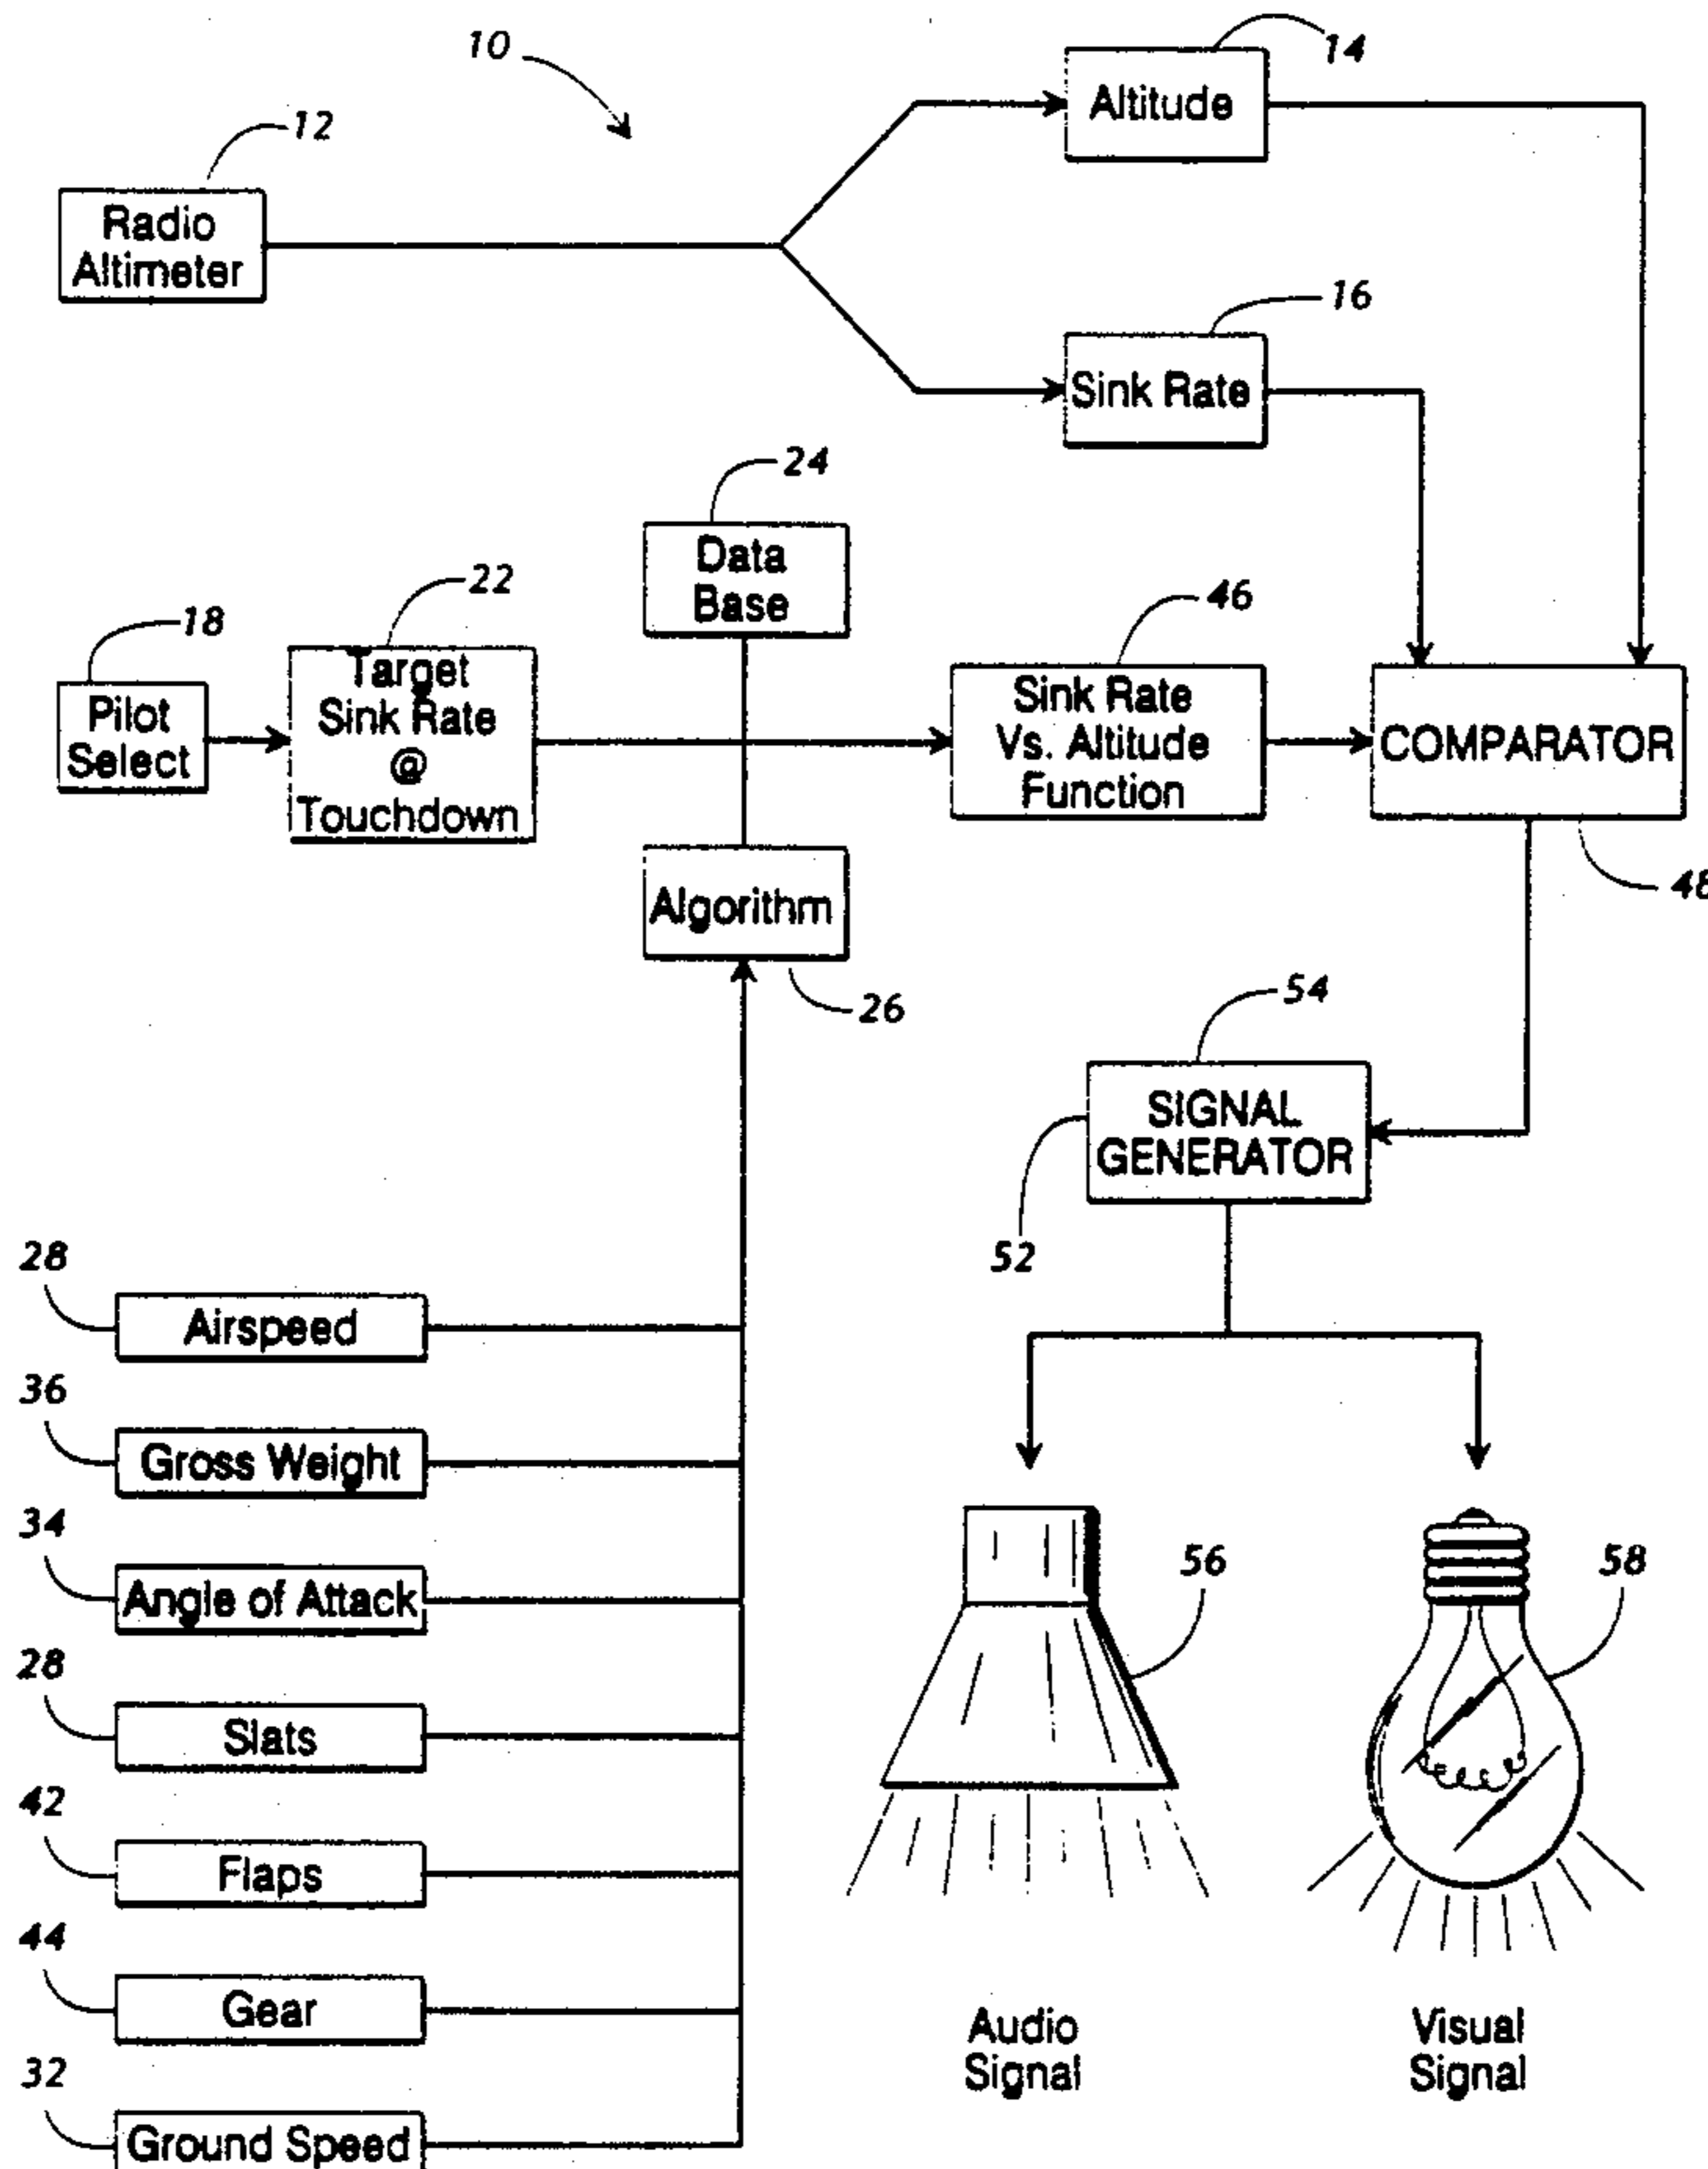 10
14
Altitude
12
Radio
Altimeter
16
Sink Rate
24
Data
Base
22
46
18
Target
Sink Rate
@
Touchdown
Pilot
Select
Sink Rate
Vs. Altitude
Function
COMPARATOR
48
Algorithm
26
54
SIGNAL
GENERATOR
52
28
Airspeed
36
Gross Weight
34
Angle of Attack
28
Slats
42
Flaps
44
Gear
32
Ground Speed
56
58
Audio
Signal
Visual
Signal